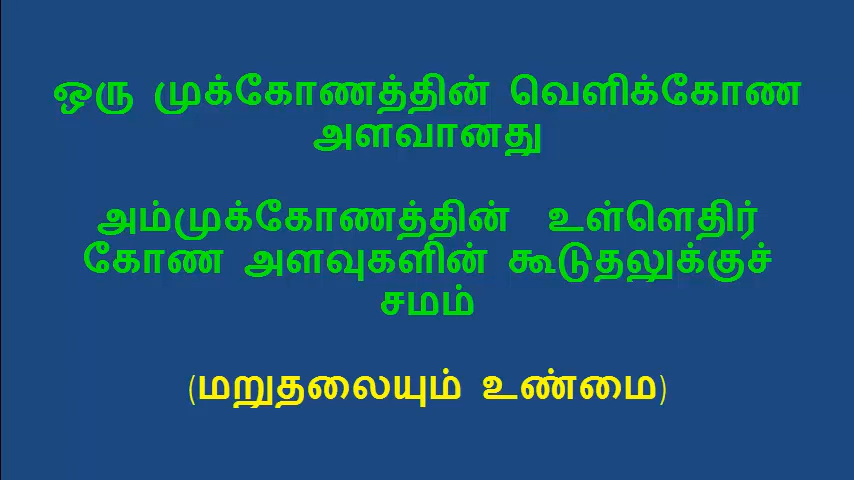 ஒரு முக்கோணத்தின் வெளிக்கோண
அளவானது
அம்முக்கோணத்தின் உள்ளெதிர்
கோண அளவுகளின் கூடுதலுக்குச்
சமம்
(மறுதலையும் உண்மை)